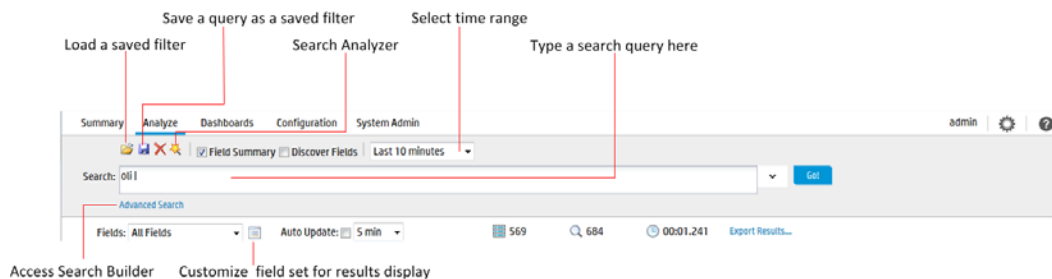 Save a query as a saved filter Select time range
Load a saved filter Search Analyzer Type a search query here
Summary Analyze Dashboards Configuration System Admin admin
Field Summary Discover Fields Last 10 minutes
Search: oli | Go!
Advanced Search
Fields: All Fields Auto Update: 5 min 569 684 00:01.241 Export Results...
Access Search Builder Customize field set for results display